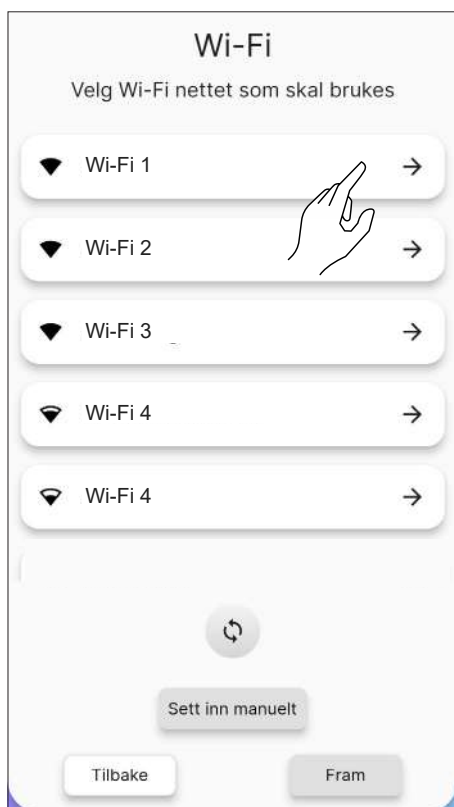 Wi-Fi
Velg Wi-Fi nettet som skal brukes
Wi-Fi 1
Wi-Fi 2
Wi-Fi 3
Wi-Fi 4
Wi-Fi 4
Sett inn manuelt
Tilbake
Fram